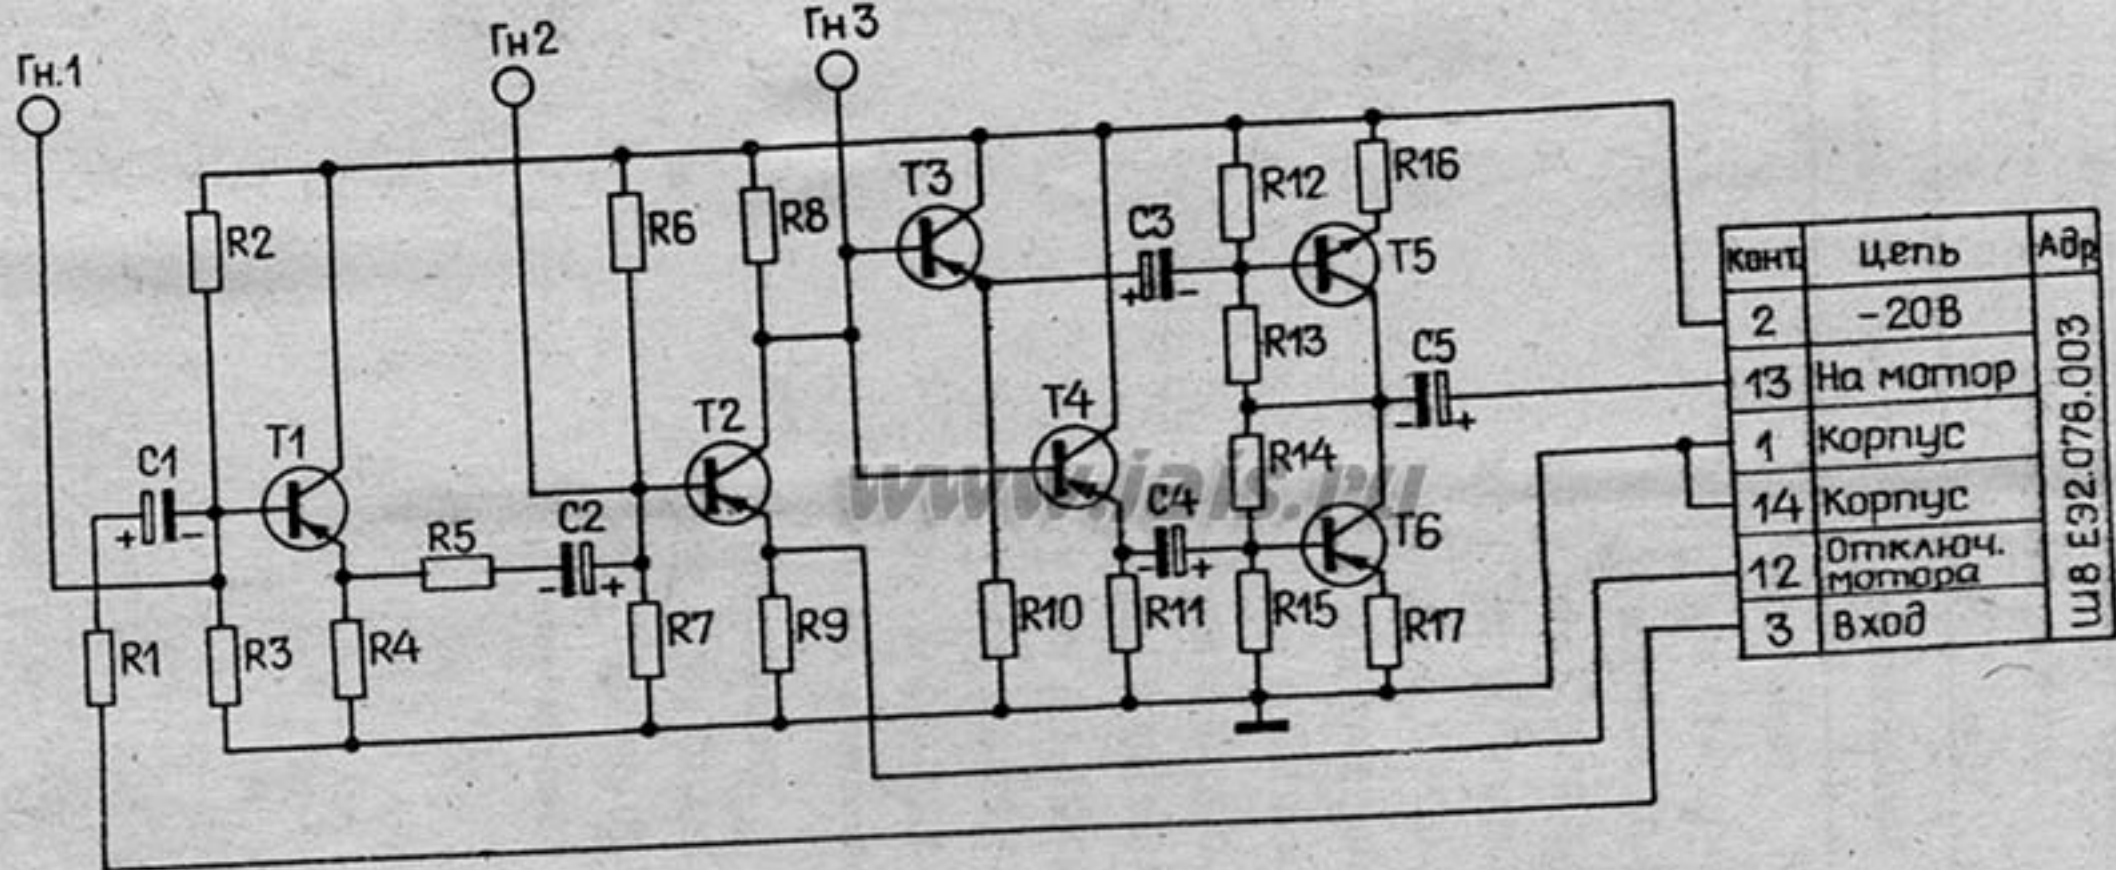 Гн.1
Гн2
Гн3
R2
R6
R8
T3
C3
R12
R16
T5
R13
C5
C1
T1
T2
T4
R14
R5
C2
C4
T6
R1
R3
R4
R7
R9
R10
R11
R15
R17
Конт. Цепь Адр
2 -20В
13 На мотор
1 Корпус
14 Корпус
12 Отключ.
мотора
3 Вход
Ш8 ЕЭ2.076.003
www.jais.ru